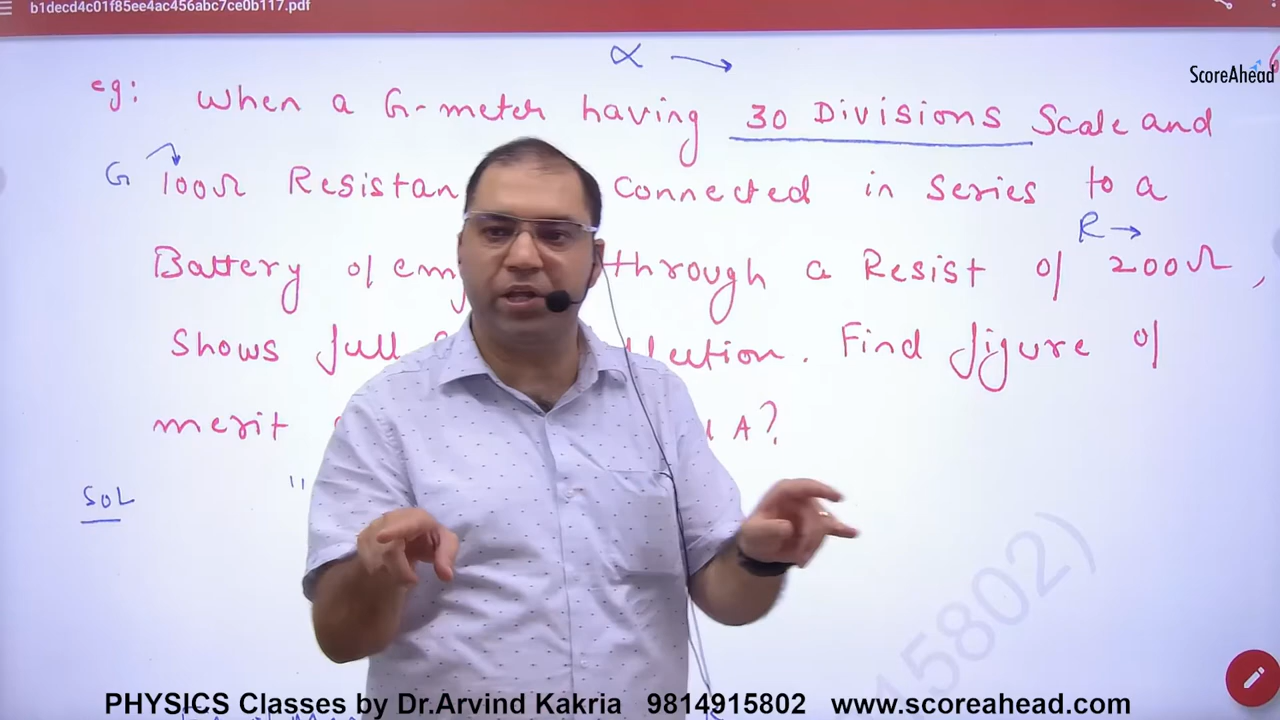 b1decd4c01f85ee4ac456abc7ce0b117.pdf
ScoreAhead
∝ →
eg: When a G-meter having 30 Divisions Scale and
G 100Ω Resistan connected in series to a
R →
Battery of em through a Resist of 200Ω,
Shows full llection. Find figure of
merit A?
SOL "
15802)
PHYSICS Classes by Dr.Arvind Kakria 9814915802 www.scoreahead.com